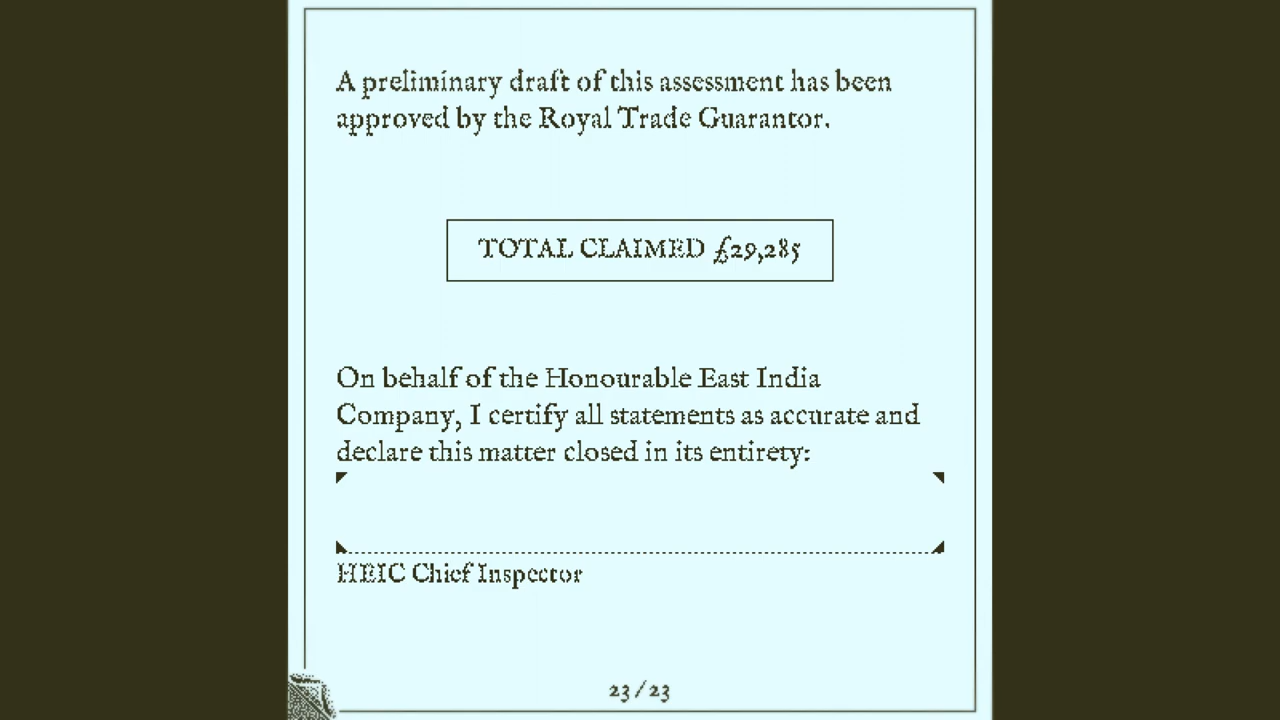 A preliminary draft of this assessment has been
approved by the Royal Trade Guarantor.
TOTAL CLAIMED £29,285
On behalf of the Honourable East India
Company, I certify all statements as accurate and
declare this matter closed in its entirety:
HEIC Chief Inspector
23/23